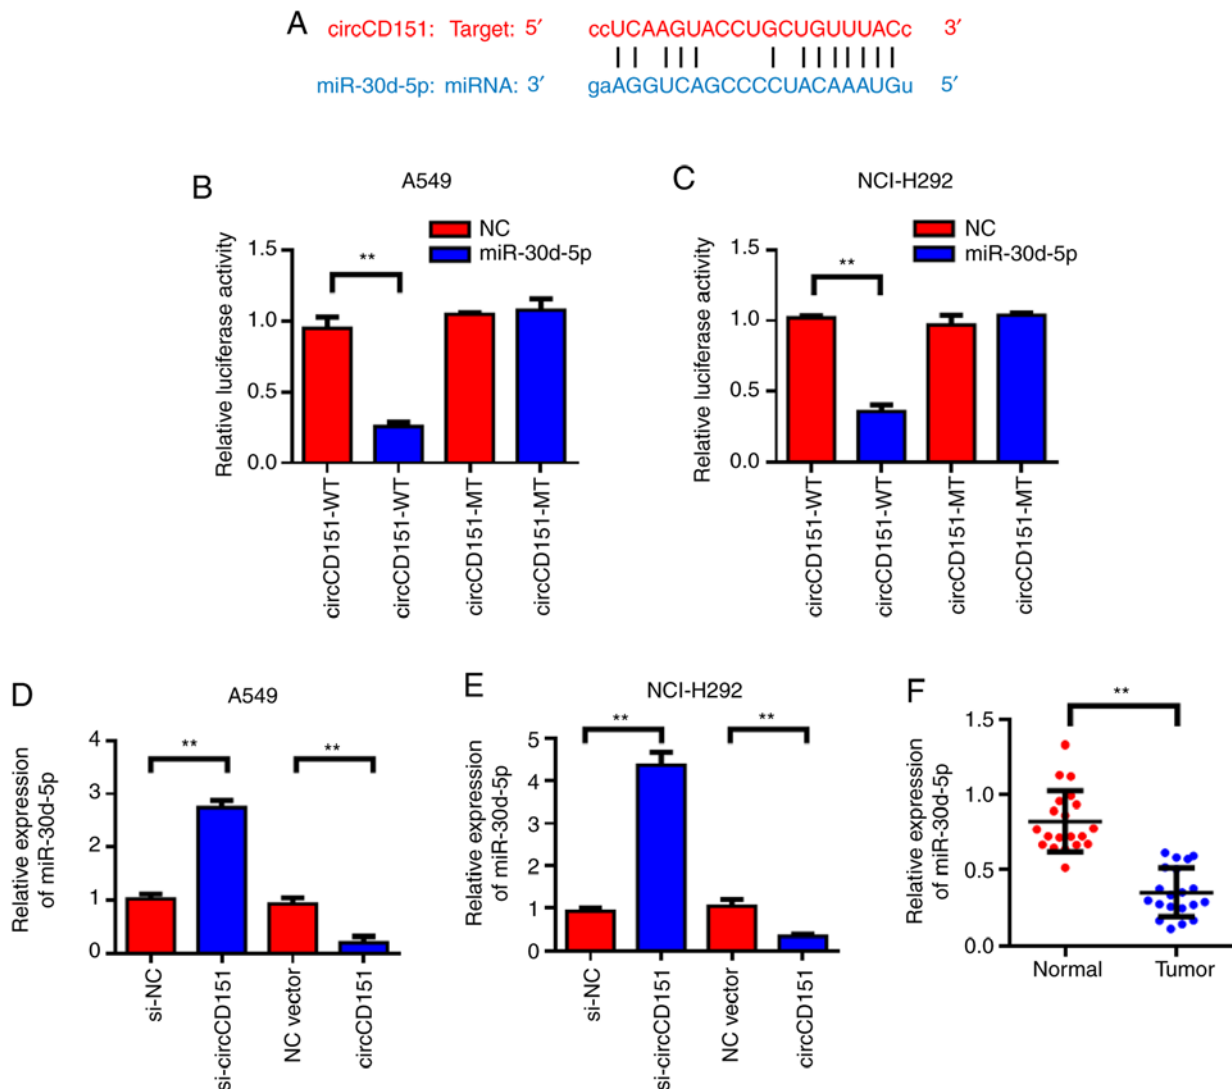 A
circCD151: Target: 5′ ccUCAAGUACCUGCUGUUUACc 3′
miR-30d-5p: miRNA: 3′ gaAGGUCAGCCCCUACAAAUGu 5′
B
A549
NC
miR-30d-5p
**
Relative luciferase activity
1.5
1.0
0.5
0.0
circCD151-WT
circCD151-WT
circCD151-MT
circCD151-MT
C
NCI-H292
NC
miR-30d-5p
**
Relative luciferase activity
1.5
1.0
0.5
0.0
circCD151-WT
circCD151-WT
circCD151-MT
circCD151-MT
D
A549
** **
Relative expression
of miR-30d-5p
4
3
2
1
0
si-NC
si-circCD151
NC vector
circCD151
E
NCI-H292
** **
Relative expression
of miR-30d-5p
5
4
3
2
1
0
si-NC
si-circCD151
NC vector
circCD151
F
**
Relative expression
of miR-30d-5p
1.5
1.0
0.5
0.0
Normal Tumor